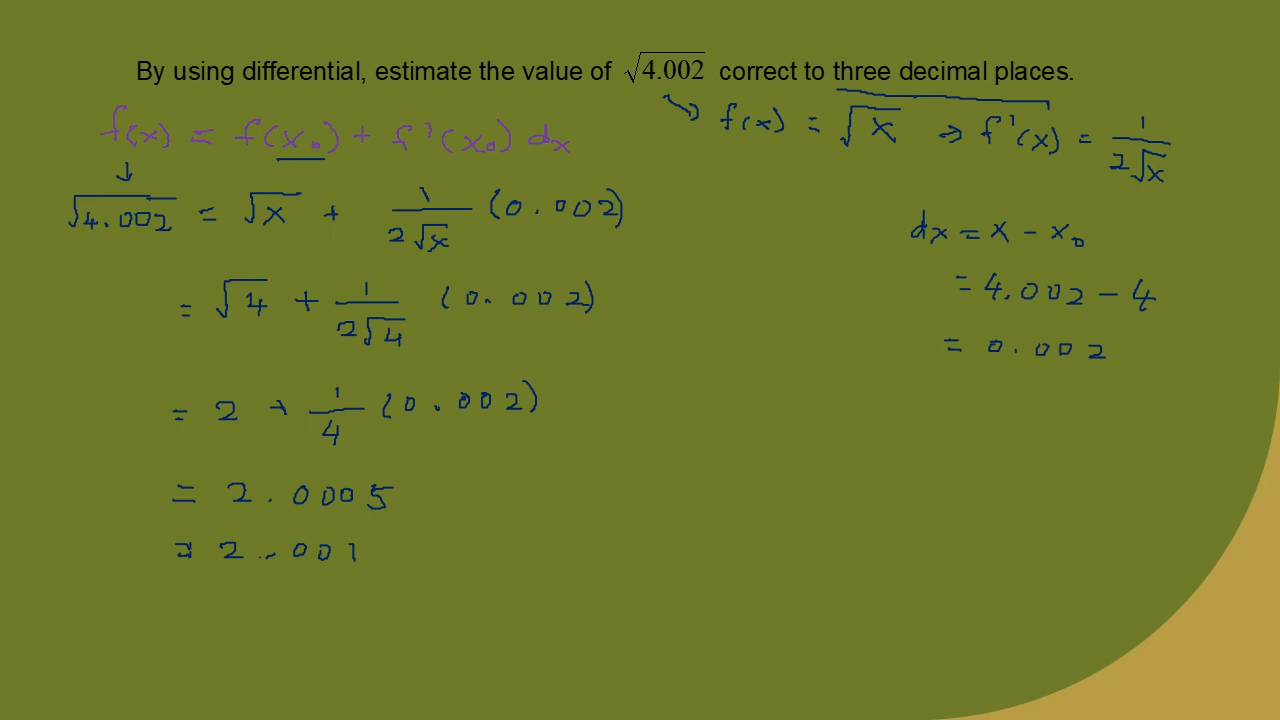 By using differential, estimate the value of √4.002 correct to three decimal places.
→ f(x) = √x ⇒ f'(x) = 1/(2√x)
f(x) = f(x₀) + f'(x₀) dx
↓
√4.002 = √x + 1/(2√x) (0.002)
= √4 + 1/(2√4) (0.002)
= 2 + 1/4 (0.002)
= 2.0005
= 2.001
dx = x - x₀
= 4.002 - 4
= 0.002